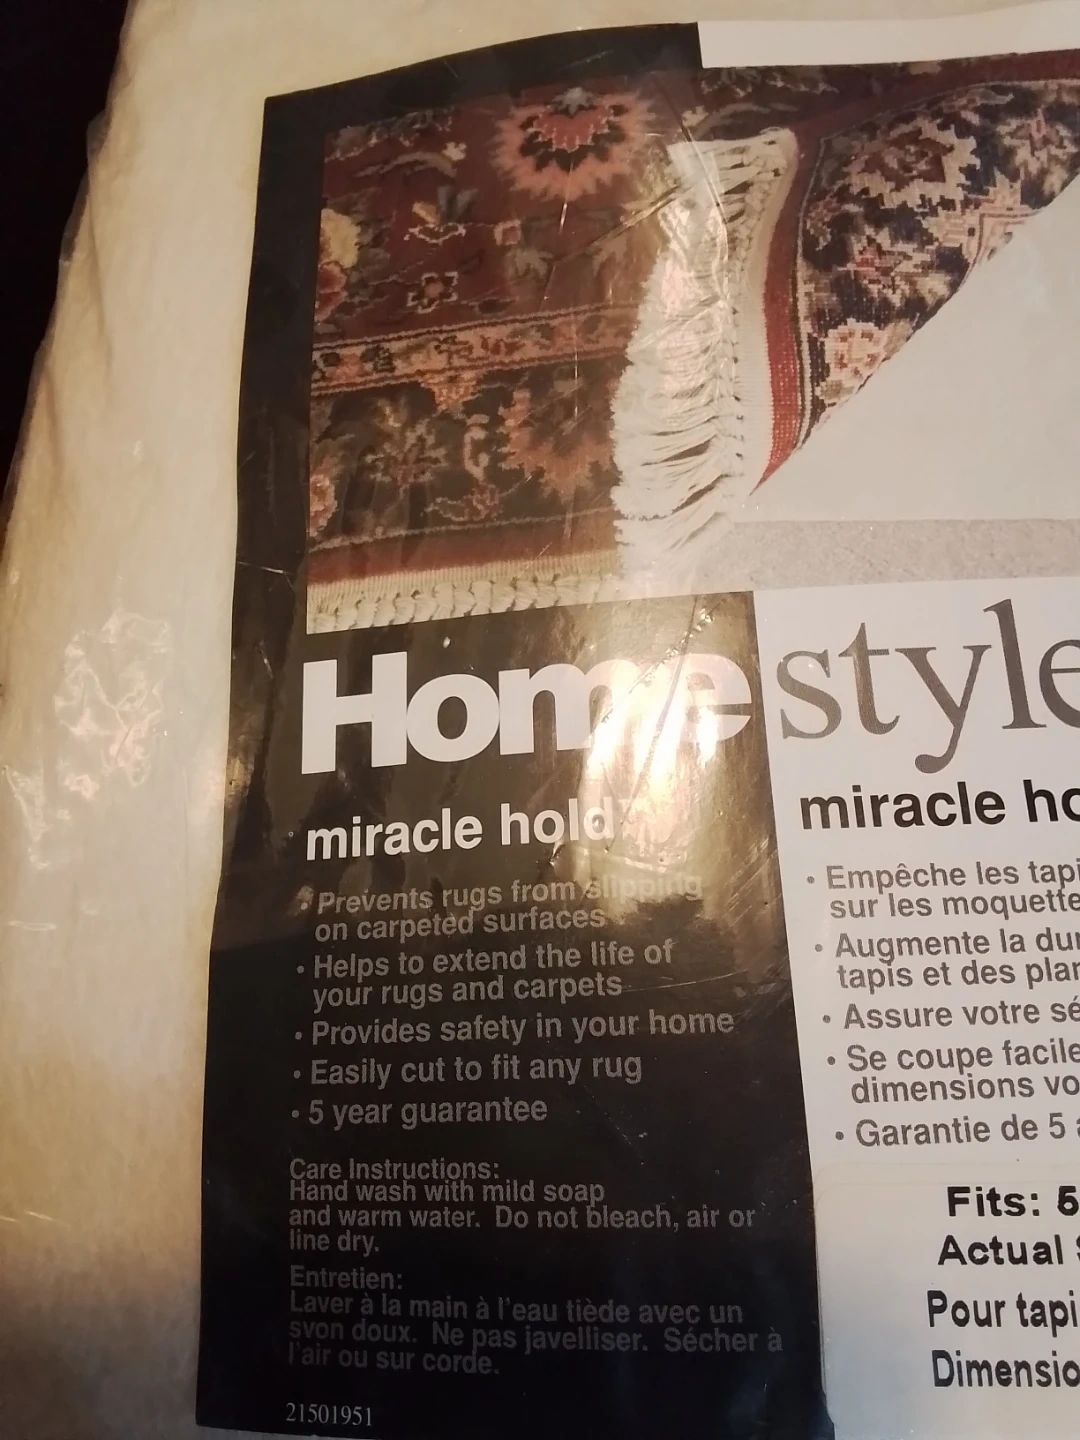 Homestyle
miracle hold
• Prevents rugs from slipping
on carpeted surfaces
• Helps to extend the life of
your rugs and carpets
• Provides safety in your home
• Easily cut to fit any rug
• 5 year guarantee
Care Instructions:
Hand wash with mild soap
and warm water. Do not bleach, air or
line dry.
Entretien:
Laver à la main à l'eau tiède avec un
svon doux. Ne pas javelliser. Sécher à
l'air ou sur corde.
21501951
miracle ho
• Empêche les tapi
sur les moquette
• Augmente la du
tapis et des plan
• Assure votre sé
• Se coupe facile
dimensions vo
• Garantie de 5 a
Fits: 5
Actual
Pour tapi
Dimensio